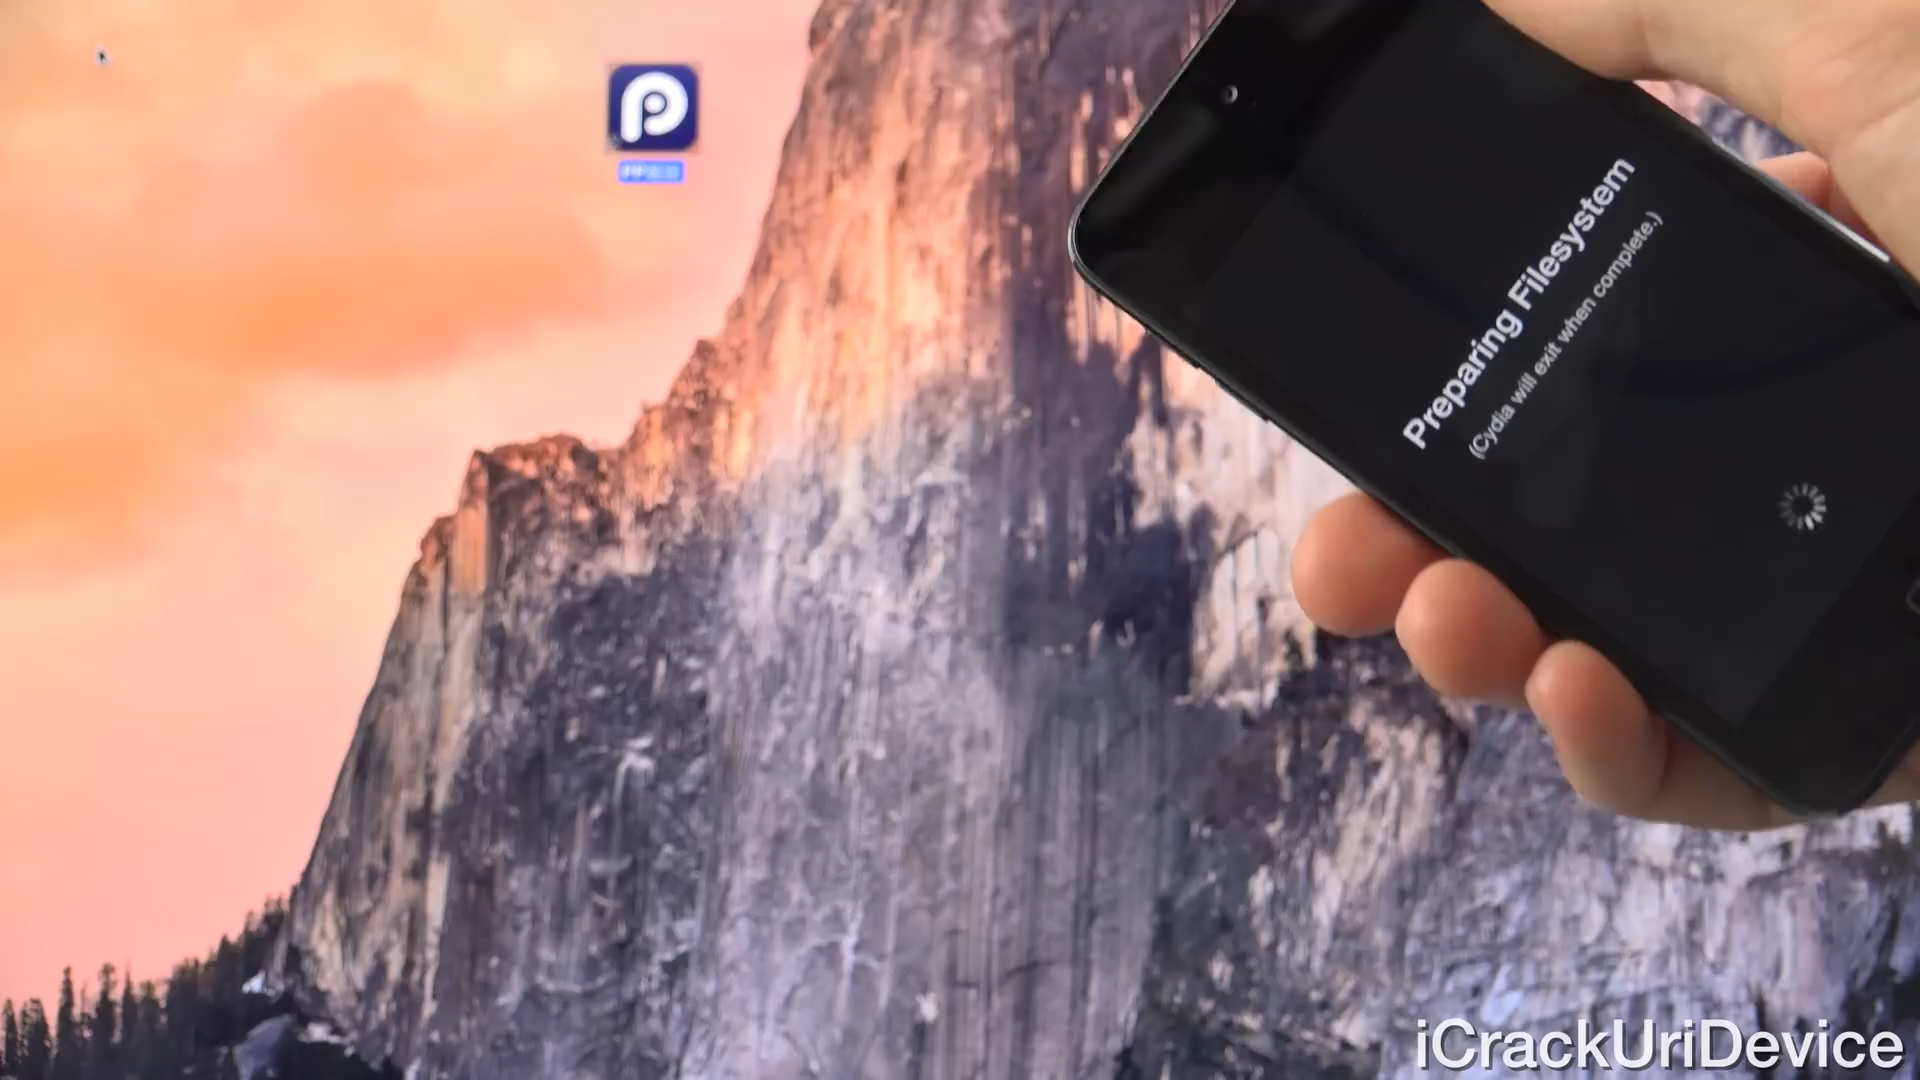 Preparing Filesystem
(Cydia will exit when complete.)
iCrackUriDevice